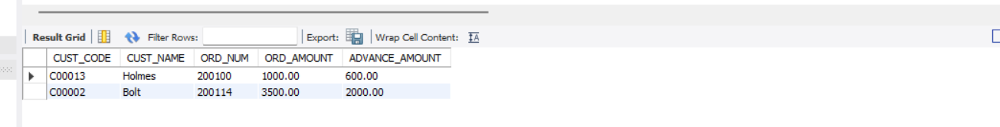 Result Grid Filter Rows: Export: Wrap Cell Content: IA
CUST_CODE CUST_NAME ORD_NUM ORD_AMOUNT ADVANCE_AMOUNT
C00013 Holmes 200100 1000.00 600.00
C00002 Bolt 200114 3500.00 2000.00